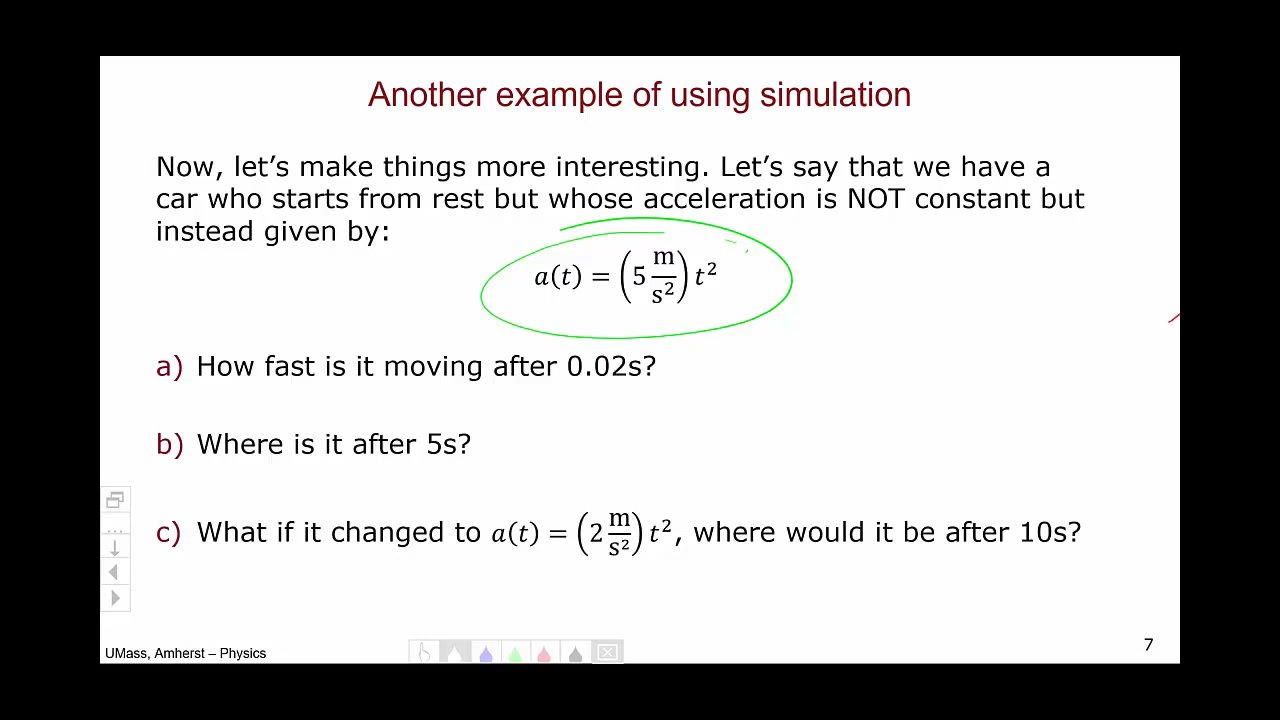 Another example of using simulation
Now, let's make things more interesting. Let's say that we have a
car who starts from rest but whose acceleration is NOT constant but
instead given by:
a(t) = (5 m/s²) t²
a) How fast is it moving after 0.02s?
b) Where is it after 5s?
c) What if it changed to a(t) = (2 m/s²) t², where would it be after 10s?
UMass, Amherst – Physics
7